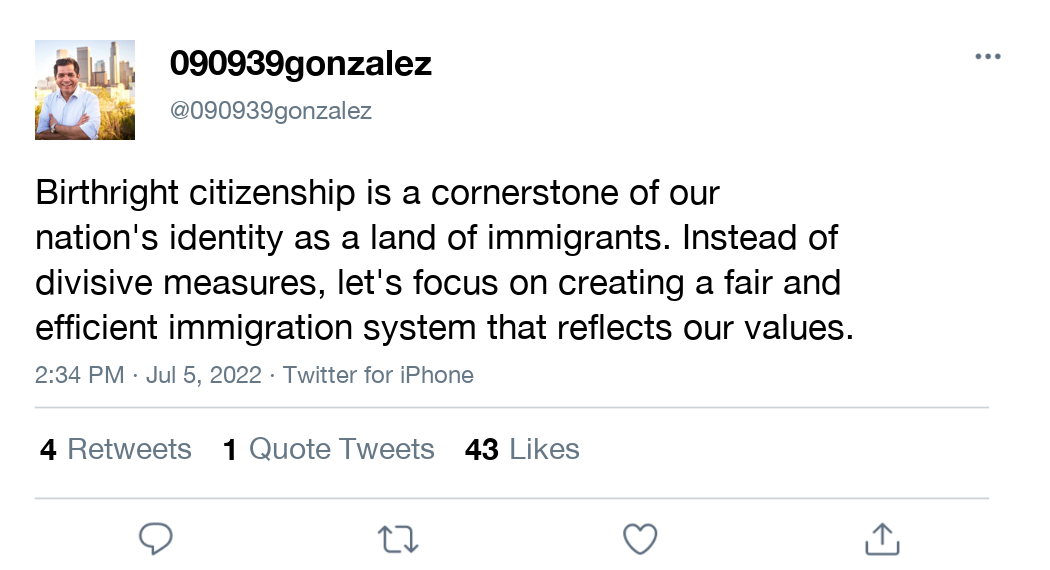 090939gonzalez
@090939gonzalez
Birthright citizenship is a cornerstone of our
nation's identity as a land of immigrants. Instead of
divisive measures, let's focus on creating a fair and
efficient immigration system that reflects our values.
2:34 PM · Jul 5, 2022 · Twitter for iPhone
4 Retweets 1 Quote Tweets 43 Likes